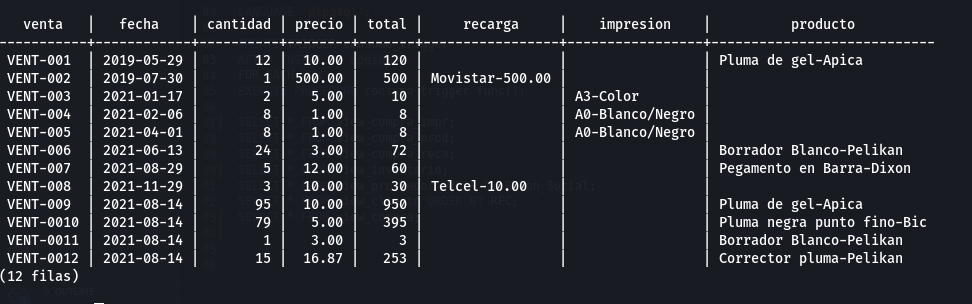 venta | fecha | cantidad | precio | total | recarga | impresion | producto
VENT-001 | 2019-05-29 | 12 | 10.00 | 120 | | | Pluma de gel-Apica
VENT-002 | 2019-07-30 | 1 | 500.00 | 500 | Movistar-500.00 | |
VENT-003 | 2021-01-17 | 2 | 5.00 | 10 | | A3-Color |
VENT-004 | 2021-02-06 | 8 | 1.00 | 8 | | A0-Blanco/Negro |
VENT-005 | 2021-04-01 | 8 | 1.00 | 8 | | A0-Blanco/Negro |
VENT-006 | 2021-06-13 | 24 | 3.00 | 72 | | | Borrador Blanco-Pelikan
VENT-007 | 2021-08-29 | 5 | 12.00 | 60 | | | Pegamento en Barra-Dixon
VENT-008 | 2021-11-29 | 3 | 10.00 | 30 | Telcel-10.00 | |
VENT-009 | 2021-08-14 | 95 | 10.00 | 950 | | | Pluma de gel-Apica
VENT-0010 | 2021-08-14 | 79 | 5.00 | 395 | | | Pluma negra punto fino-Bic
VENT-0011 | 2021-08-14 | 1 | 3.00 | 3 | | | Borrador Blanco-Pelikan
VENT-0012 | 2021-08-14 | 15 | 16.87 | 253 | | | Corrector pluma-Pelikan
(12 filas)